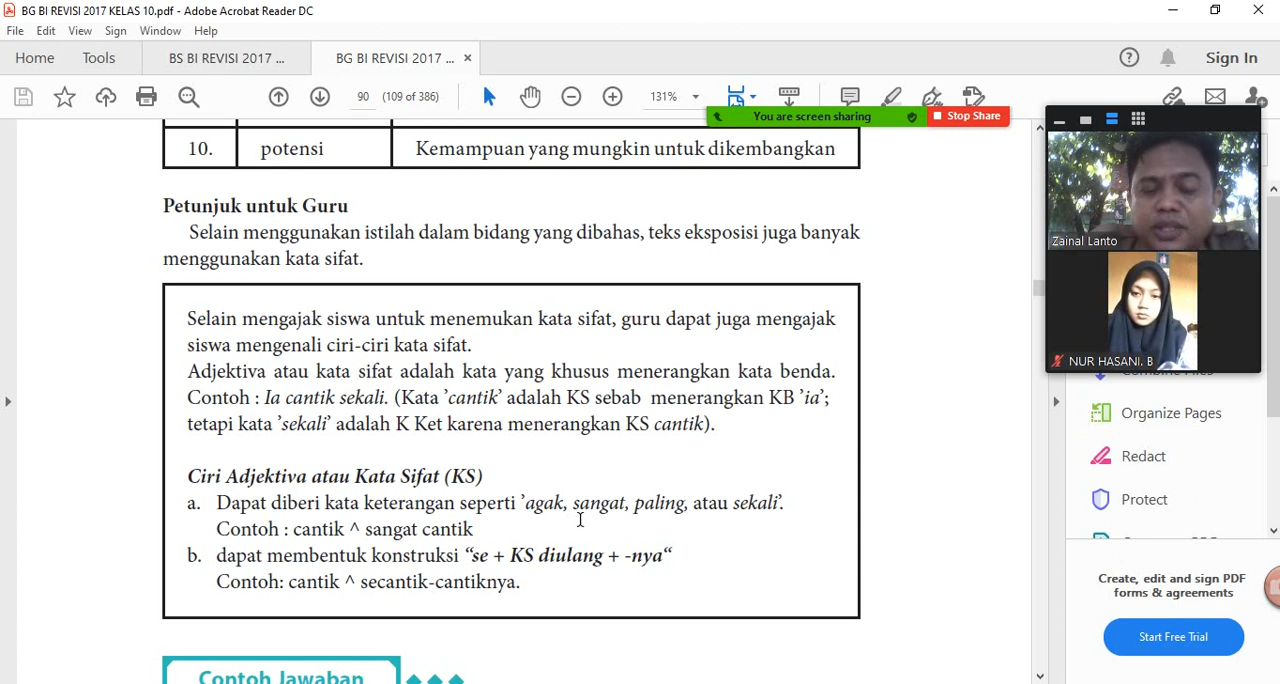 BG BI REVISI 2017 KELAS 10.pdf - Adobe Acrobat Reader DC
File Edit View Sign Window Help
Home Tools BS BI REVISI 2017 ... BG BI REVISI 2017 ... × Sign In
90 (109 of 386) 131%
You are screen sharing Stop Share
10. potensi Kemampuan yang mungkin untuk dikembangkan
Petunjuk untuk Guru
Selain menggunakan istilah dalam bidang yang dibahas, teks eksposisi juga banyak
menggunakan kata sifat.
Selain mengajak siswa untuk menemukan kata sifat, guru dapat juga mengajak
siswa mengenali ciri-ciri kata sifat.
Adjektiva atau kata sifat adalah kata yang khusus menerangkan kata benda.
Contoh : Ia cantik sekali. (Kata ’cantik’ adalah KS sebab menerangkan KB ’ia’;
tetapi kata ’sekali’ adalah K Ket karena menerangkan KS cantik).
Ciri Adjektiva atau Kata Sifat (KS)
a. Dapat diberi kata keterangan seperti ’agak, sangat, paling, atau sekali’.
Contoh : cantik ^ sangat cantik
b. dapat membentuk konstruksi “se + KS diulang + -nya“
Contoh: cantik ^ secantik-cantiknya.
Contoh Jawaban
Zainal Lanto
NUR HASANI. B
Combine Files
Organize Pages
Redact
Protect
Create, edit and sign PDF
forms & agreements
Start Free Trial